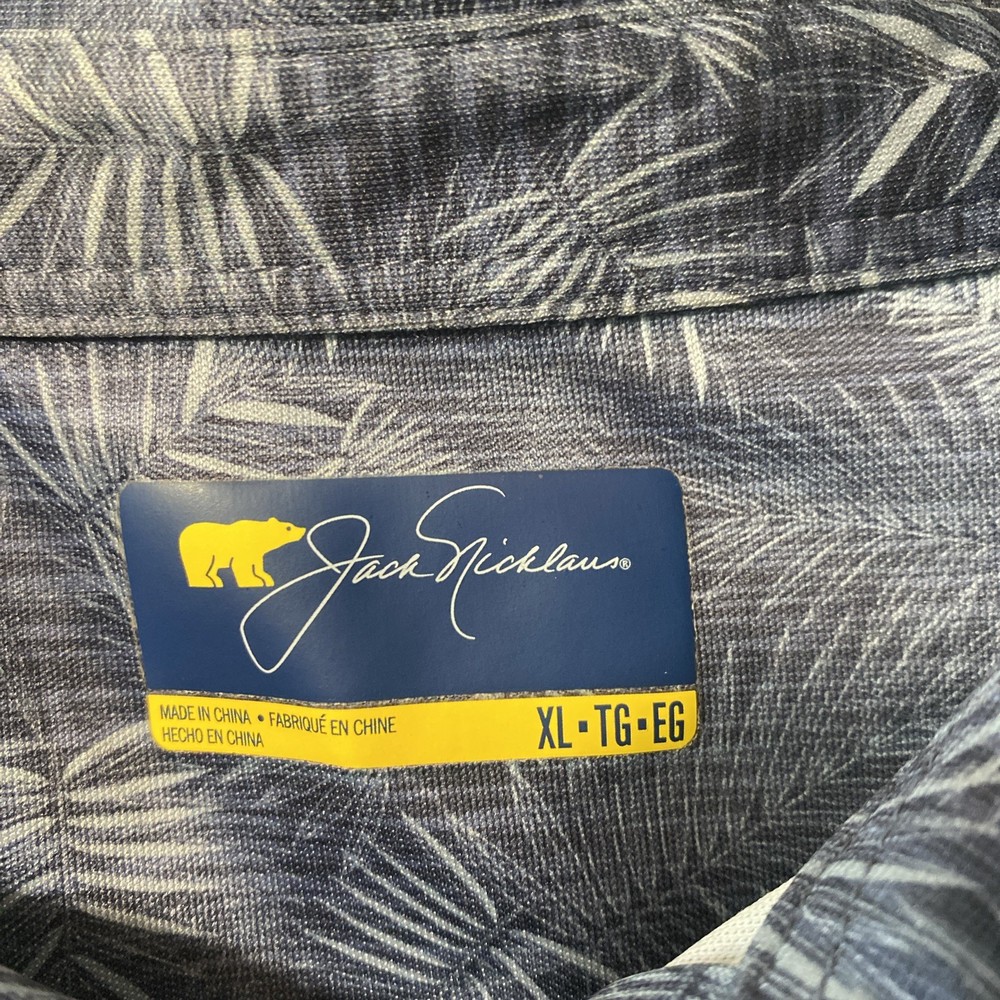 Jack Nicklaus®
MADE IN CHINA • FABRIQUÉ EN CHINE
HECHO EN CHINA
XL▪TG▪EG